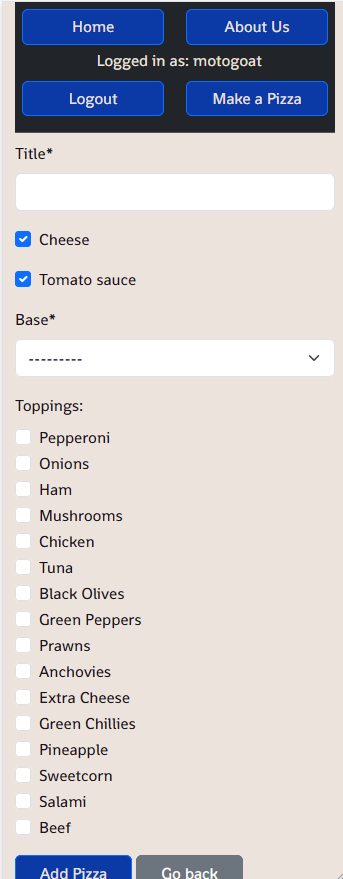 Home About Us
Logged in as: motogoat
Logout Make a Pizza
Title*
Cheese
Tomato sauce
Base*
---------
Toppings:
Pepperoni
Onions
Ham
Mushrooms
Chicken
Tuna
Black Olives
Green Peppers
Prawns
Anchovies
Extra Cheese
Green Chillies
Pineapple
Sweetcorn
Salami
Beef
Add Pizza Go back